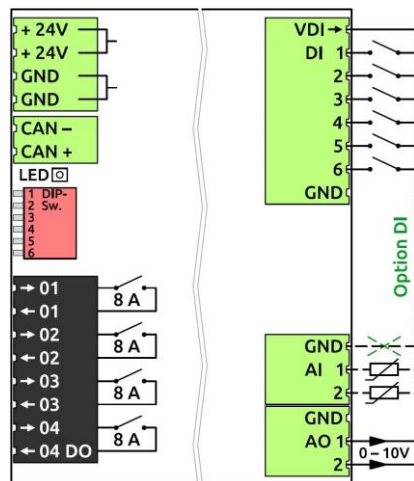 + 24V
+ 24V
GND
GND
CAN –
CAN +
LED
1 DIP-
2 Sw.
3
4
5
6
→ 01
← 01
8 A
→ 02
← 02
8 A
→ 03
← 03
8 A
→ 04
← 04 DO
8 A
VDI →
DI 1
2
3
4
5
6
GND
Option DI
GND
AI 1
2
GND
AO 1
2
0 – 10V